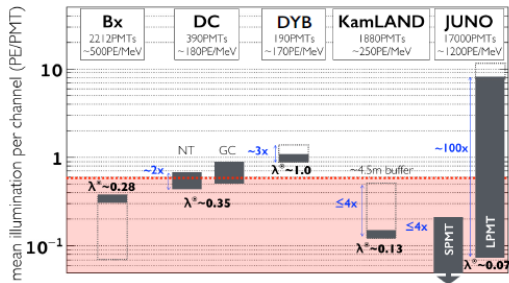 mean illumination per channel (PE/PMT)
Bx
2212PMTs
~500PE/MeV
DC
390PMTs
~180PE/MeV
DYB
190PMTs
~170PE/MeV
KamLAND
1880PMTs
~250PE/MeV
JUNO
17000PMTs
~1200PE/MeV
10
1
10⁻¹
NT
GC
~2x
~3x
~100x
~4.5m buffer
≤4x
≤4x
λ*~0.28
λ*~0.35
λ*~1.0
λ*~0.13
λ*~0.07
SPMT
LPMT